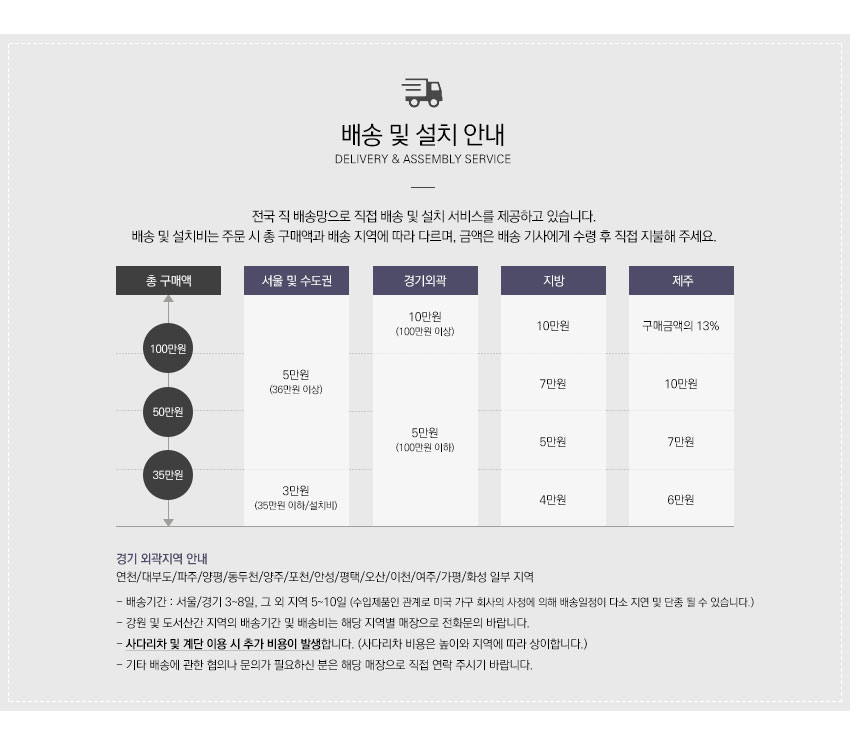 배송 및 설치 안내
DELIVERY & ASSEMBLY SERVICE
전국 직 배송망으로 직접 배송 및 설치 서비스를 제공하고 있습니다.
배송 및 설치비는 주문 시 총 구매액과 배송 지역에 따라 다르며, 금액은 배송 기사에게 수령 후 직접 지불해 주세요.
총 구매액 서울 및 수도권 경기외곽 지방 제주
10만원
(100만원 이상)
10만원 구매금액의 13%
100만원
5만원
(36만원 이상)
7만원 10만원
50만원
5만원
(100만원 이하)
5만원 7만원
35만원
3만원
(35만원 이하/설치비)
4만원 6만원
경기 외곽지역 안내
연천/대부도/파주/양평/동두천/양주/포천/안성/평택/오산/이천/여주/가평/화성 일부 지역
- 배송기간 : 서울/경기 3~8일, 그 외 지역 5~10일 (수입제품인 관계로 미국 가구 회사의 사정에 의해 배송일정이 다소 지연 및 단종 될 수 있습니다.)
- 강원 및 도서산간 지역의 배송기간 및 배송비는 해당 지역별 매장으로 전화문의 바랍니다.
- 사다리차 및 계단 이용 시 추가 비용이 발생합니다. (사다리차 비용은 높이와 지역에 따라 상이합니다.)
- 기타 배송에 관한 협의나 문의가 필요하신 분은 해당 매장으로 직접 연락 주시기 바랍니다.